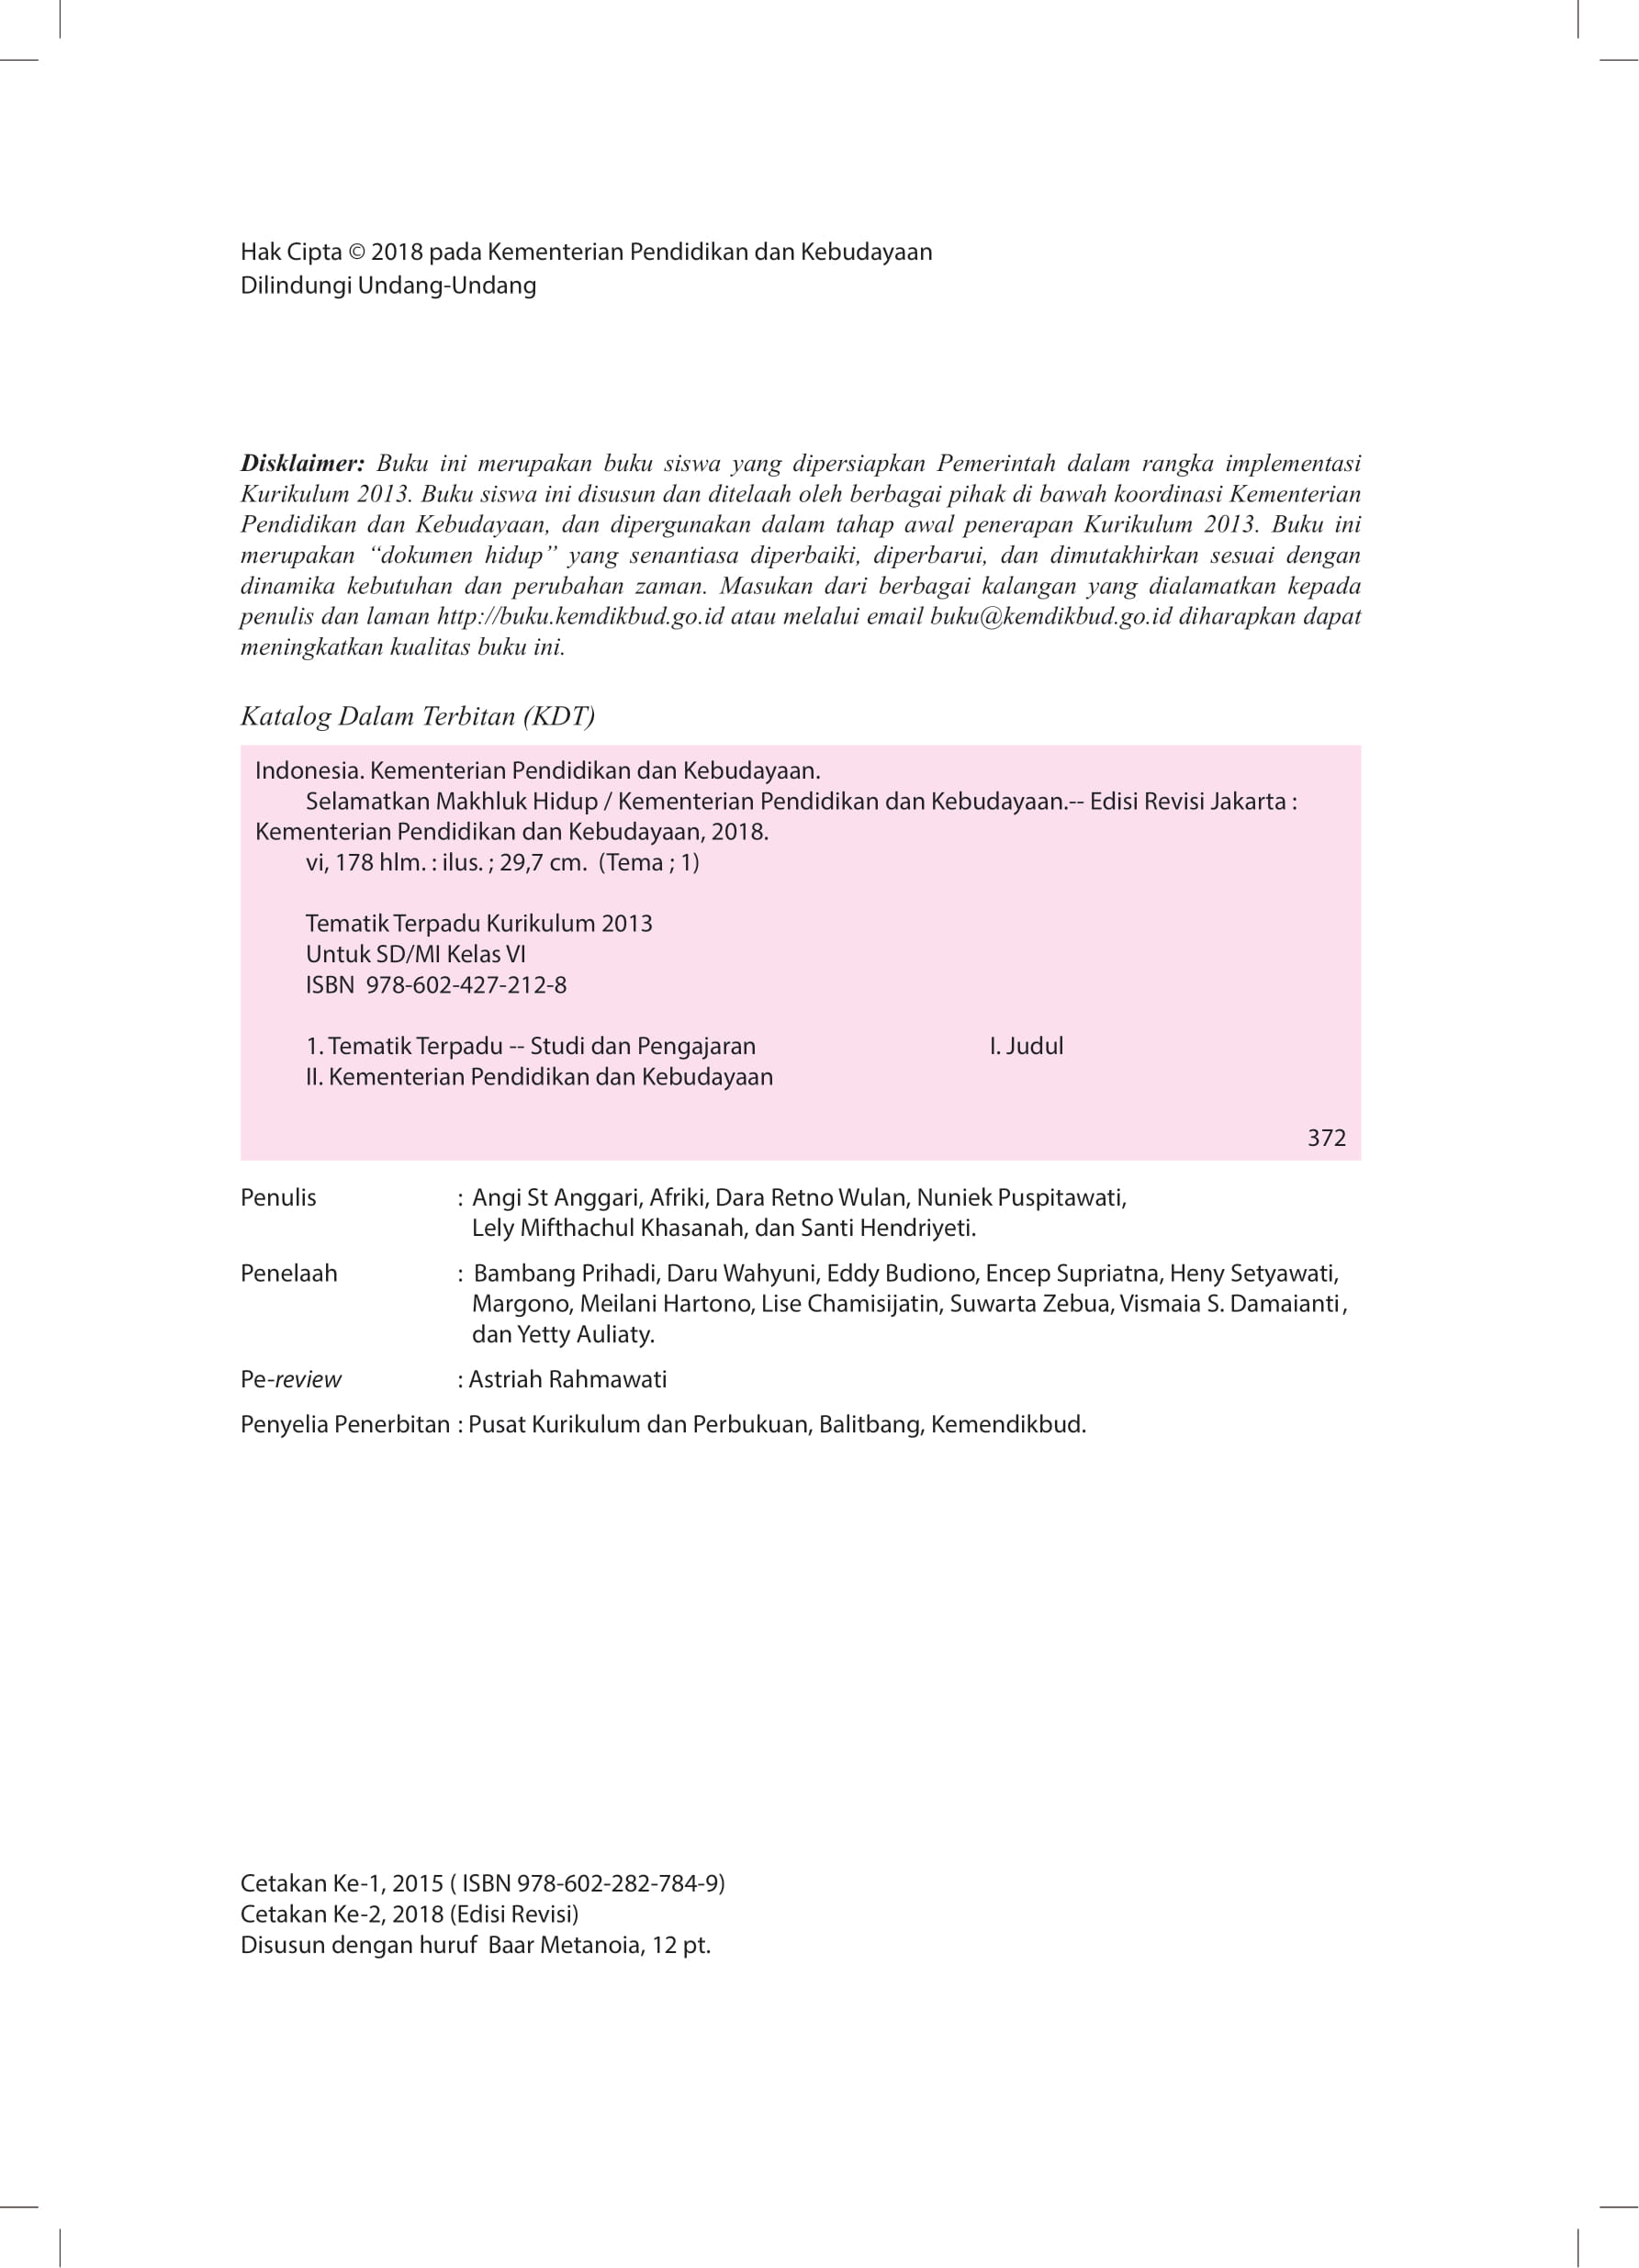 Hak Cipta © 2018 pada Kementerian Pendidikan dan Kebudayaan
Dilindungi Undang-Undang
Disklaimer: Buku ini merupakan buku siswa yang dipersiapkan Pemerintah dalam rangka implementasi
Kurikulum 2013. Buku siswa ini disusun dan ditelaah oleh berbagai pihak di bawah koordinasi Kementerian
Pendidikan dan Kebudayaan, dan dipergunakan dalam tahap awal penerapan Kurikulum 2013. Buku ini
merupakan “dokumen hidup” yang senantiasa diperbaiki, diperbarui, dan dimutakhirkan sesuai dengan
dinamika kebutuhan dan perubahan zaman. Masukan dari berbagai kalangan yang dialamatkan kepada
penulis dan laman http://buku.kemdikbud.go.id atau melalui email buku@kemdikbud.go.id diharapkan dapat
meningkatkan kualitas buku ini.
Katalog Dalam Terbitan (KDT)
Indonesia. Kementerian Pendidikan dan Kebudayaan.
Selamatkan Makhluk Hidup / Kementerian Pendidikan dan Kebudayaan.-- Edisi Revisi Jakarta :
Kementerian Pendidikan dan Kebudayaan, 2018.
vi, 178 hlm. : ilus. ; 29,7 cm. (Tema ; 1)
Tematik Terpadu Kurikulum 2013
Untuk SD/MI Kelas VI
ISBN 978-602-427-212-8
1. Tematik Terpadu -- Studi dan Pengajaran I. Judul
II. Kementerian Pendidikan dan Kebudayaan
372
Penulis : Angi St Anggari, Afriki, Dara Retno Wulan, Nuniek Puspitawati,
Lely Mifthachul Khasanah, dan Santi Hendriyeti.
Penelaah : Bambang Prihadi, Daru Wahyuni, Eddy Budiono, Encep Supriatna, Heny Setyawati,
Margono, Meilani Hartono, Lise Chamisijatin, Suwarta Zebua, Vismaia S. Damaianti,
dan Yetty Auliaty.
Pe-review : Astriah Rahmawati
Penyelia Penerbitan : Pusat Kurikulum dan Perbukuan, Balitbang, Kemendikbud.
Cetakan Ke-1, 2015 ( ISBN 978-602-282-784-9)
Cetakan Ke-2, 2018 (Edisi Revisi)
Disusun dengan huruf Baar Metanoia, 12 pt.